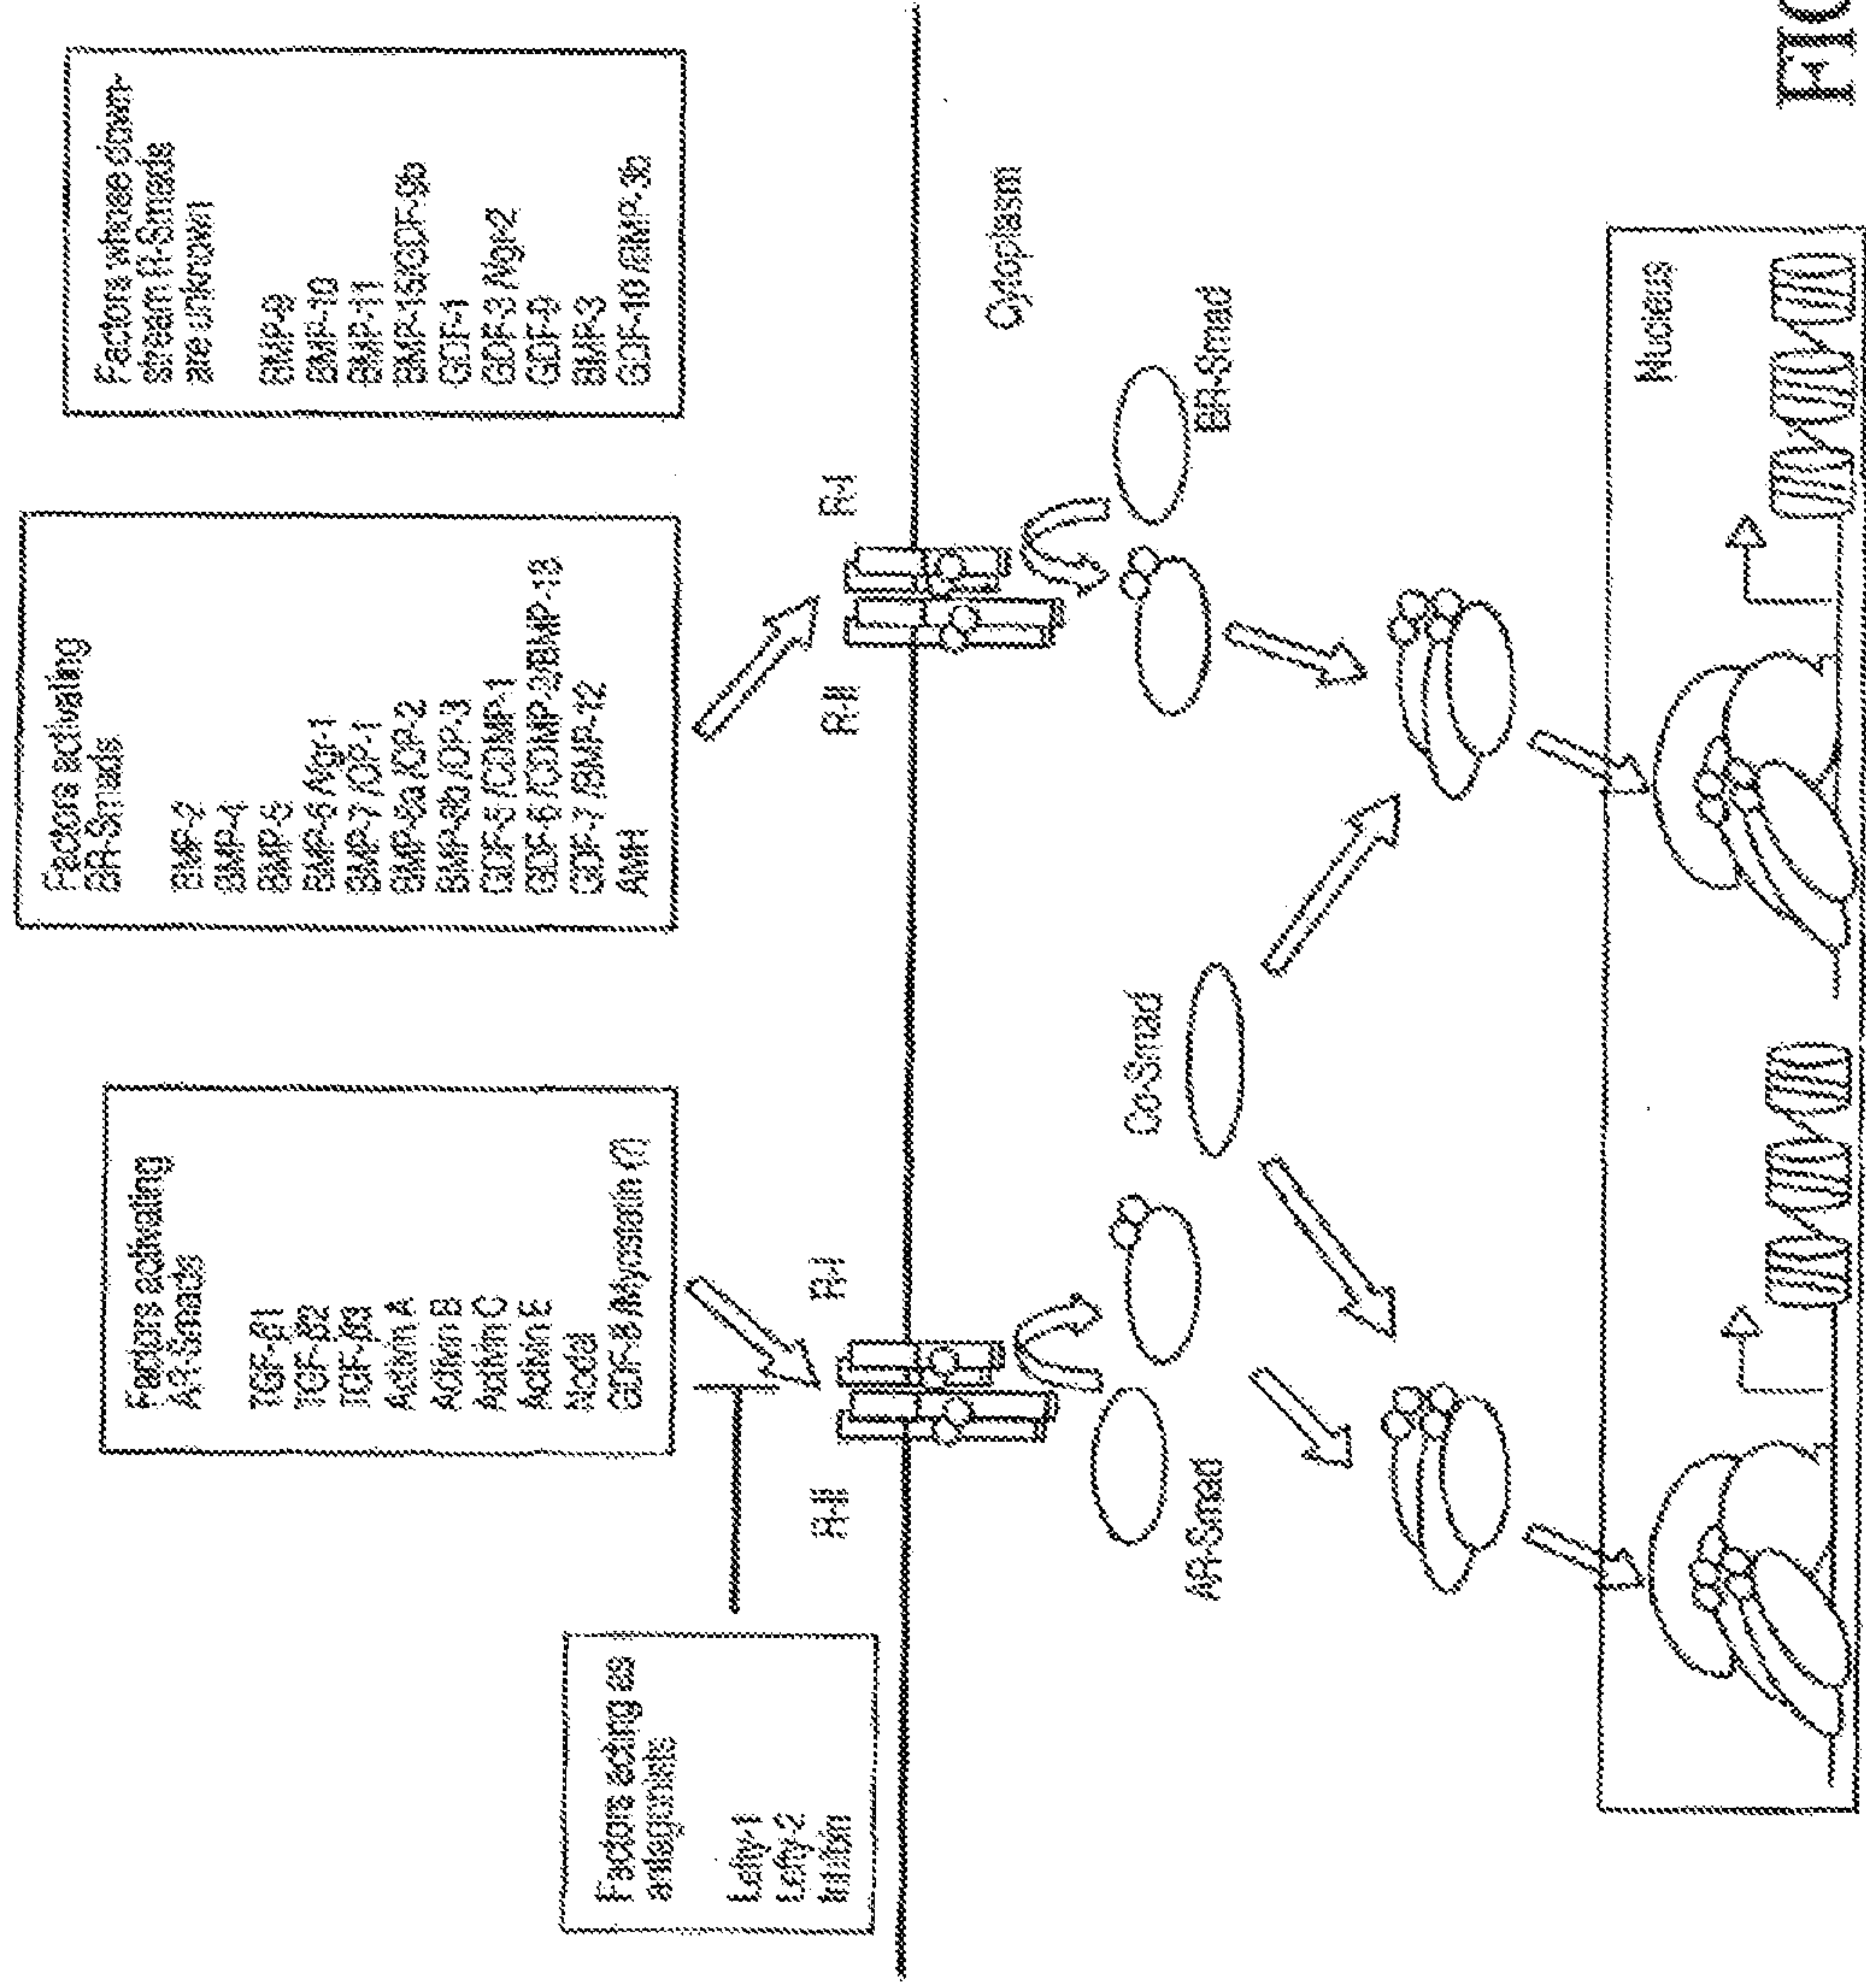 Factors acting as
antagonists
Lefty-1
Lefty-2
Inhibin
Factors activating
AR-Smads
TGF-β1
TGF-β2
TGF-β3
Activin A
Activin B
Activin C
Activin E
Nodal
GDF-8/Myostatin (?)
Factors activating
BR-Smads
BMP-2
BMP-4
BMP-5
BMP-6/Vgr-1
BMP-7/OP-1
BMP-8a/OP-2
BMP-8b/OP-3
GDF-5/CDMP-1
GDF-6/CDMP-2/BMP-13
GDF-7/BMP-12
AMH
Factors whose down-
stream R-Smads
are unknown
BMP-9
BMP-10
BMP-11
BMP-15/GDF-9b
GDF-1
GDF-3/Vgr-2
GDF-9
BMP-3
GDF-10/BMP-3b
R-II
R-I
R-II
R-I
Cytoplasm
AR-Smad
Co-Smad
BR-Smad
Nucleus